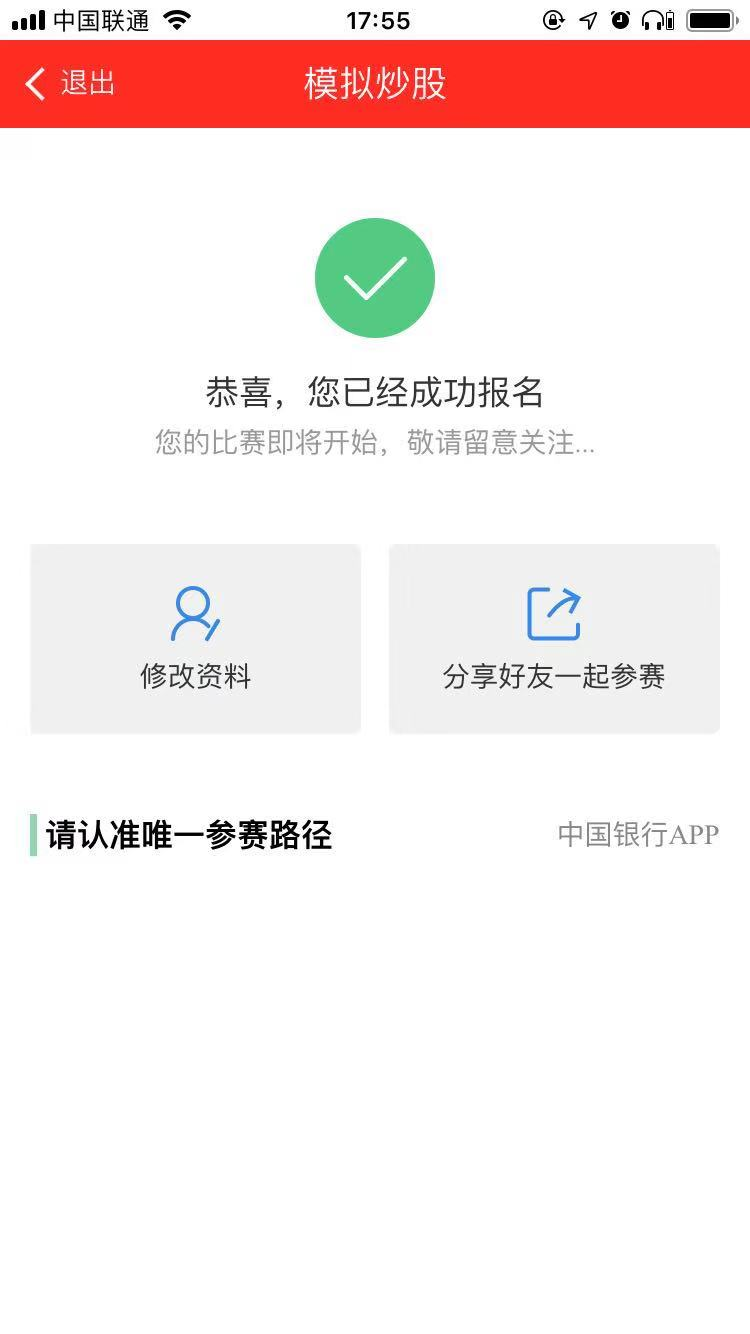 中国联通 17:55
退出 模拟炒股
恭喜，您已经成功报名
您的比赛即将开始，敬请留意关注...
修改资料 分享好友一起参赛
请认准唯一参赛路径 中国银行APP